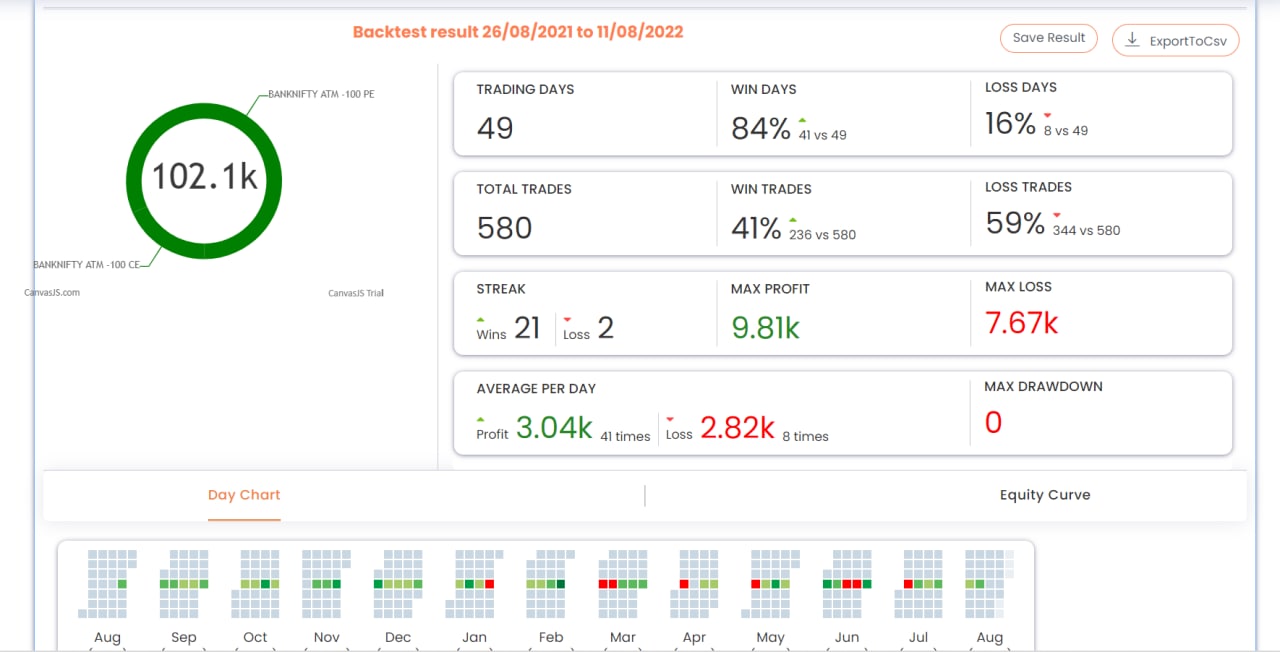 Backtest result 26/08/2021 to 11/08/2022
Save Result
ExportToCsv
BANKNIFTY ATM -100 PE
102.1k
BANKNIFTY ATM -100 CE
CanvasJS.com
CanvasJS Trial
TRADING DAYS
49
WIN DAYS
84% 41 vs 49
LOSS DAYS
16% 8 vs 49
TOTAL TRADES
580
WIN TRADES
41% 236 vs 580
LOSS TRADES
59% 344 vs 580
STREAK
Wins 21 Loss 2
MAX PROFIT
9.81k
MAX LOSS
7.67k
AVERAGE PER DAY
Profit 3.04k 41 times Loss 2.82k 8 times
MAX DRAWDOWN
0
Day Chart
Equity Curve
Aug Sep Oct Nov Dec Jan Feb Mar Apr May Jun Jul Aug